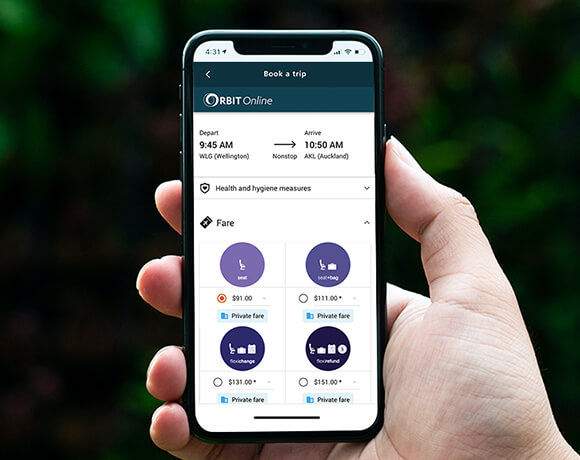 4:31
Book a trip
ORBIT Online
Depart
Arrive
9:45 AM
10:50 AM
WLG (Wellington)
Nonstop
AKL (Auckland)
Health and hygiene measures
Fare
seat
seat+bag
$91.00
$111.00*
Private fare
Private fare
flexichange
flexirefund
$131.00*
$151.00*
Private fare
Private fare